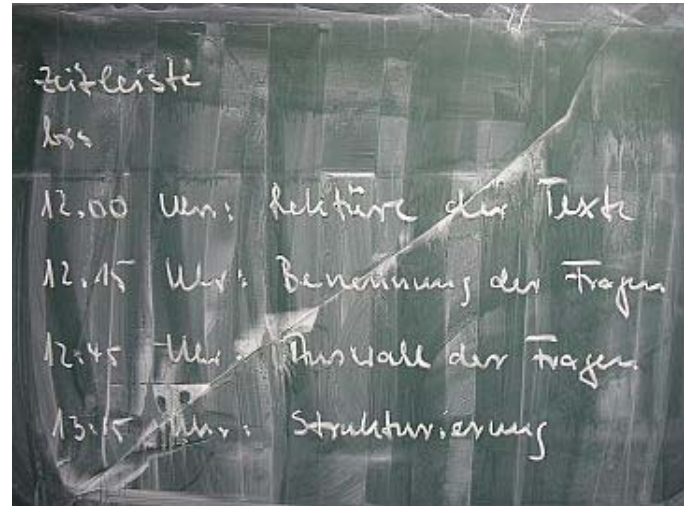 Zeitleiste
bis
12.00 Uhr: Lektüre der Texte
12.15 Uhr: Benennung der Fragen
12:45 Uhr: Auswahl der Fragen
13:15 Uhr: Strukturierung